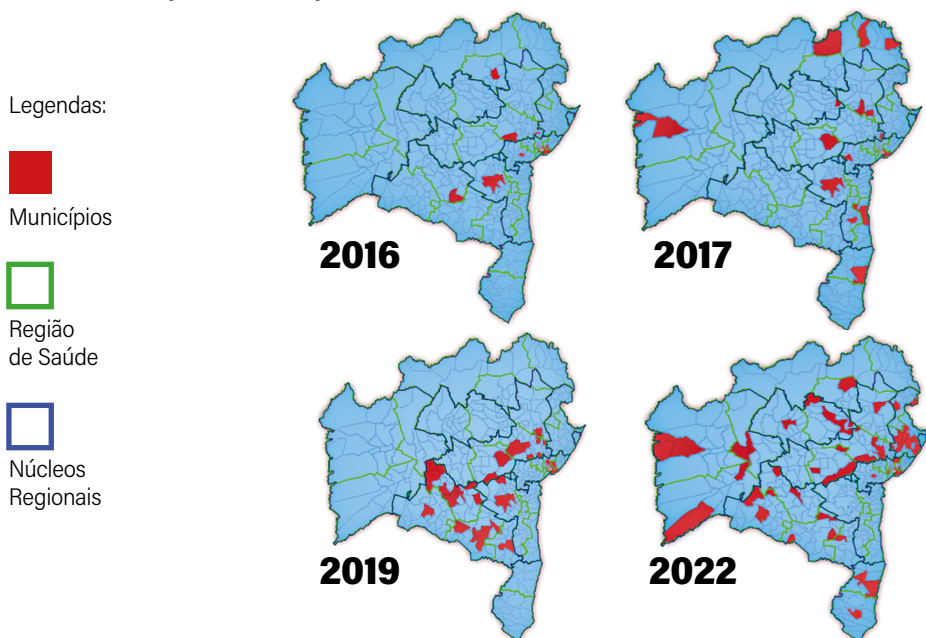 Legendas:
Municípios
Região
de Saúde
Núcleos
Regionais
2016
2017
2019
2022